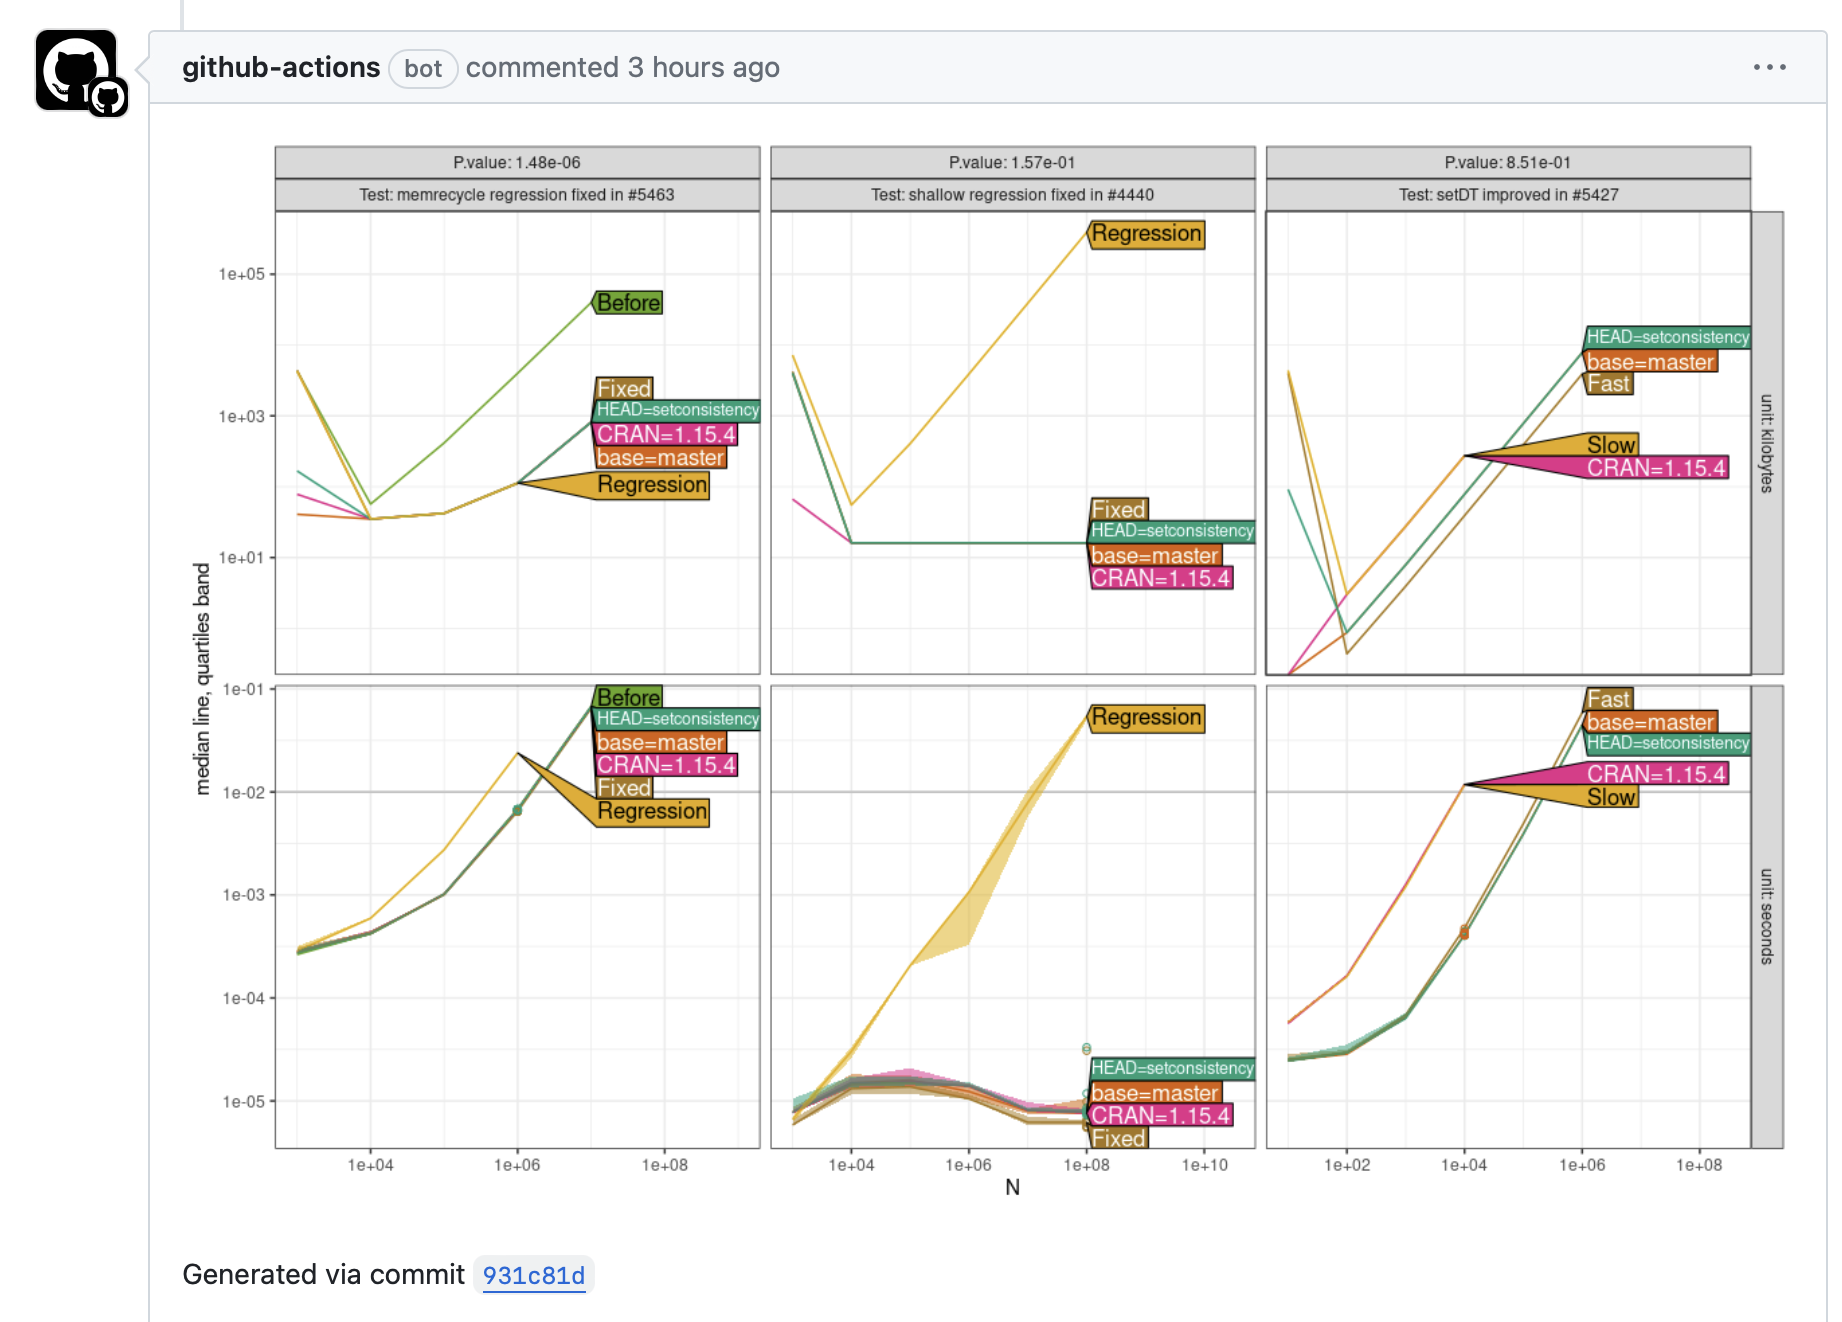 github-actions bot commented 3 hours ago
P.value: 1.48e-06
Test: memrecycle regression fixed in #5463
P.value: 1.57e-01
Test: shallow regression fixed in #4440
P.value: 8.51e-01
Test: setDT improved in #5427
median line, quartiles band
1e+05
1e+03
1e+01
Before
Fixed
HEAD=setconsistency
CRAN=1.15.4
base=master
Regression
Regression
Fixed
HEAD=setconsistency
base=master
CRAN=1.15.4
HEAD=setconsistency
base=master
Fast
Slow
CRAN=1.15.4
unit: kilobytes
1e-01
1e-02
1e-03
1e-04
1e-05
Before
HEAD=setconsistency
base=master
CRAN=1.15.4
Fixed
Regression
Regression
HEAD=setconsistency
base=master
CRAN=1.15.4
Fixed
Fast
base=master
HEAD=setconsistency
CRAN=1.15.4
Slow
unit: seconds
1e+04
1e+06
1e+08
1e+04
1e+06
1e+08
1e+10
1e+02
1e+04
1e+06
1e+08
N
Generated via commit 931c81d